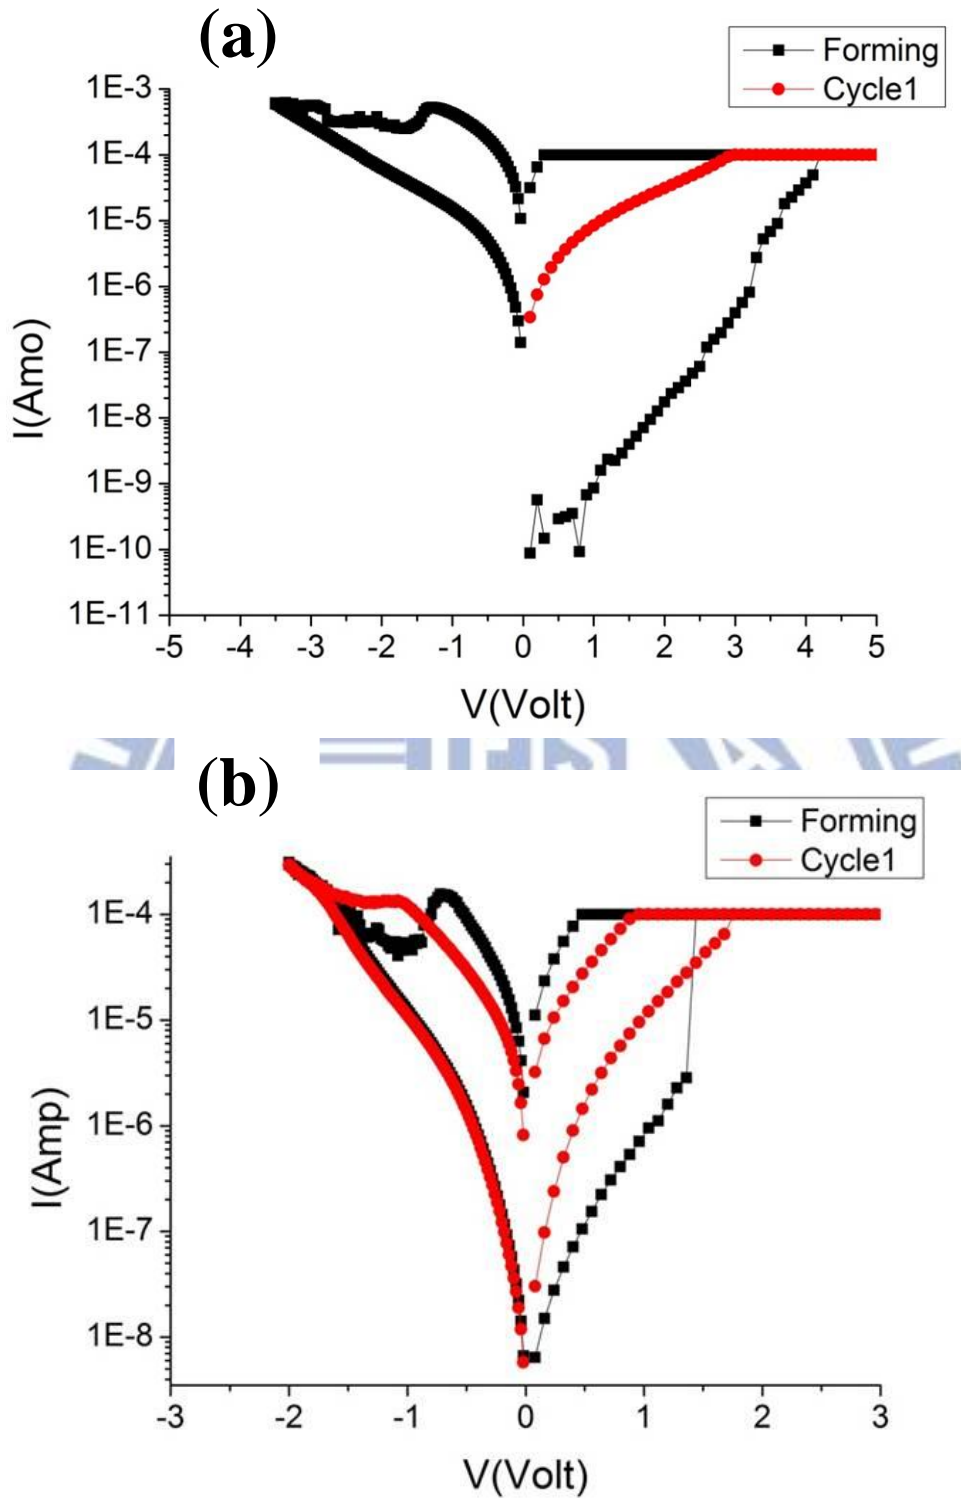 (a)
Forming
Cycle1
1E-3
1E-4
1E-5
1E-6
1E-7
1E-8
1E-9
1E-10
1E-11
I(Amo)
-5 -4 -3 -2 -1 0 1 2 3 4 5
V(Volt)
(b)
Forming
Cycle1
1E-4
1E-5
1E-6
1E-7
1E-8
I(Amp)
-3 -2 -1 0 1 2 3
V(Volt)